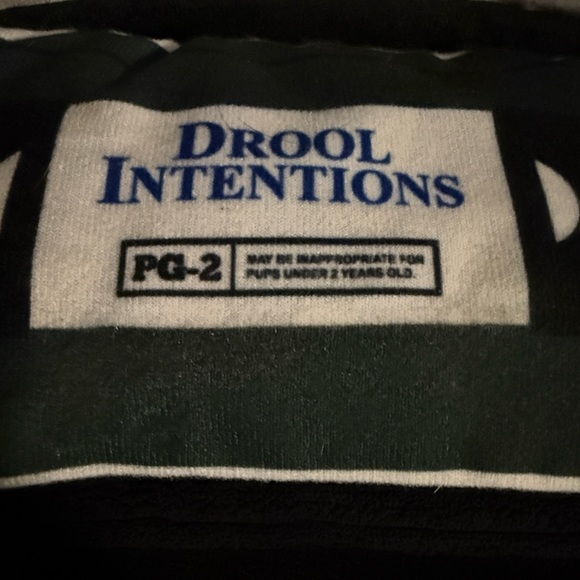 DROOL
INTENTIONS
PG-2
MAY BE INAPPROPRIATE FOR
PUPS UNDER 2 YEARS OLD.